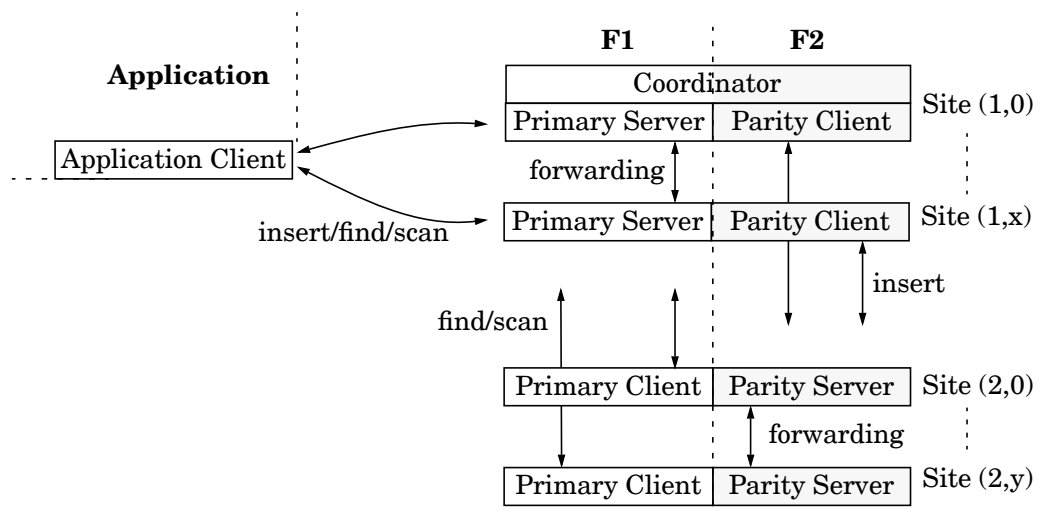 F1 F2
Application
Coordinator
Site (1,0)
Primary Server Parity Client
Application Client
forwarding
Primary Server Parity Client Site (1,x)
insert/find/scan
insert
find/scan
Primary Client Parity Server Site (2,0)
forwarding
Primary Client Parity Server Site (2,y)